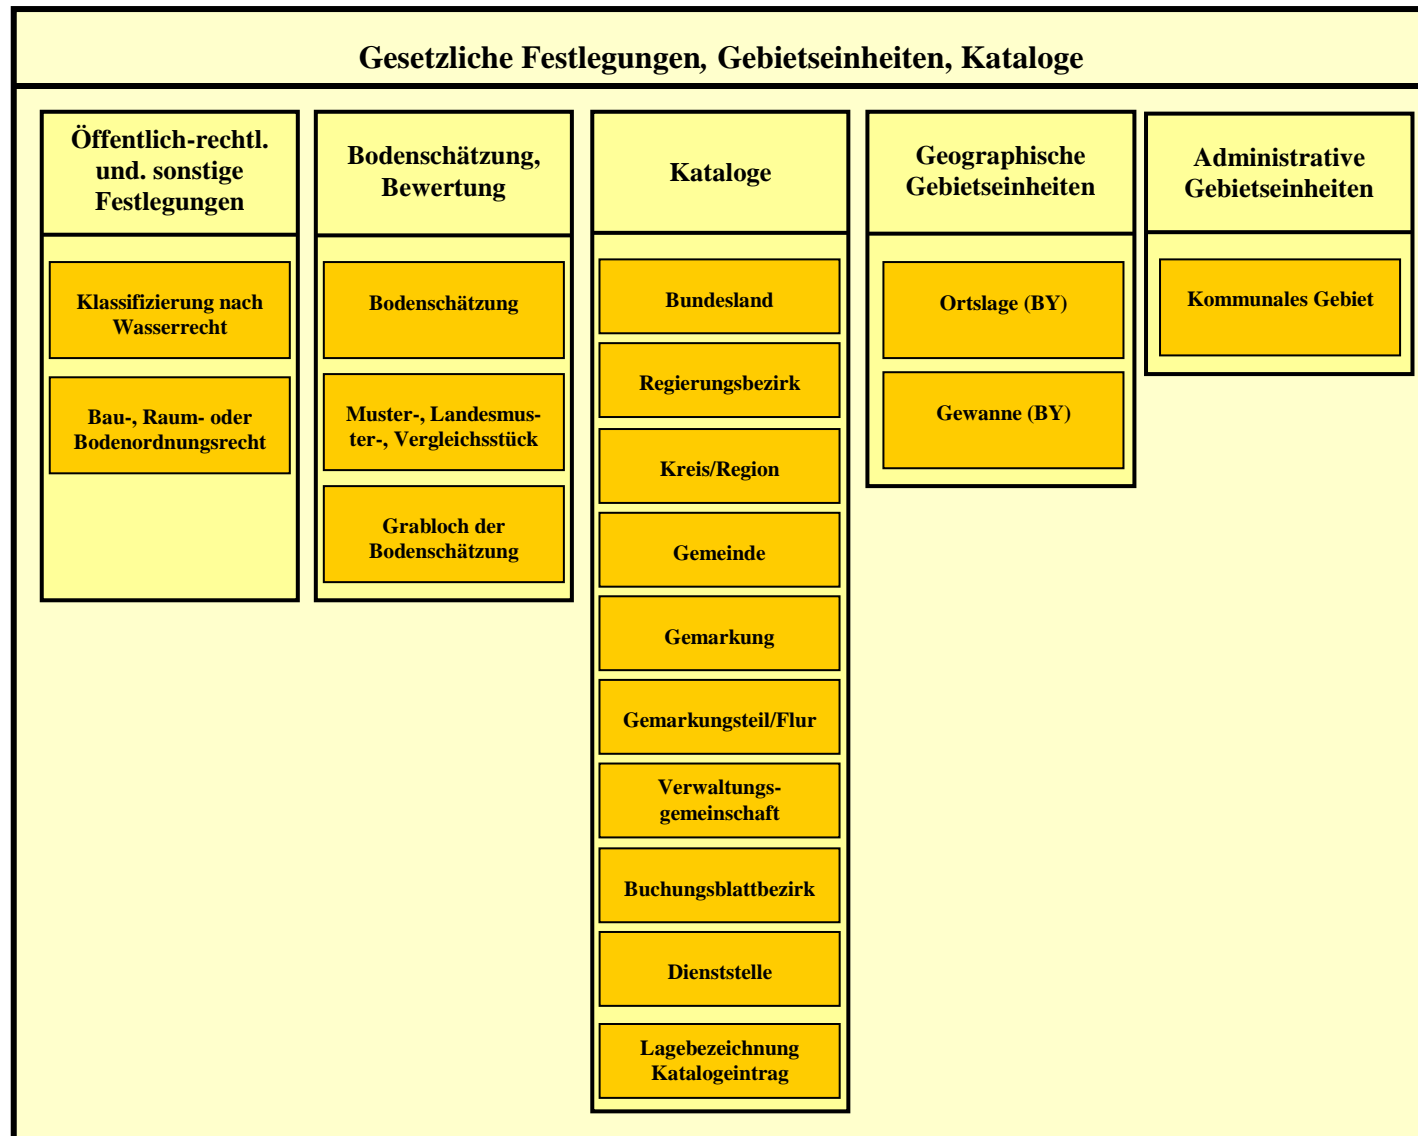 Gesetzliche Festlegungen, Gebietseinheiten, Kataloge
Öffentlich-rechtl.
und. sonstige
Festlegungen
Klassifizierung nach
Wasserrecht
Bau-, Raum- oder
Bodenordnungsrecht
Bodenschätzung,
Bewertung
Bodenschätzung
Muster-, Landesmus-
ter-, Vergleichsstück
Grabloch der
Bodenschätzung
Kataloge
Bundesland
Regierungsbezirk
Kreis/Region
Gemeinde
Gemarkung
Gemarkungsteil/Flur
Verwaltungs-
gemeinschaft
Buchungsblattbezirk
Dienststelle
Lagebezeichnung
Katalogeintrag
Geographische
Gebietseinheiten
Ortslage (BY)
Gewanne (BY)
Administrative
Gebietseinheiten
Kommunales Gebiet